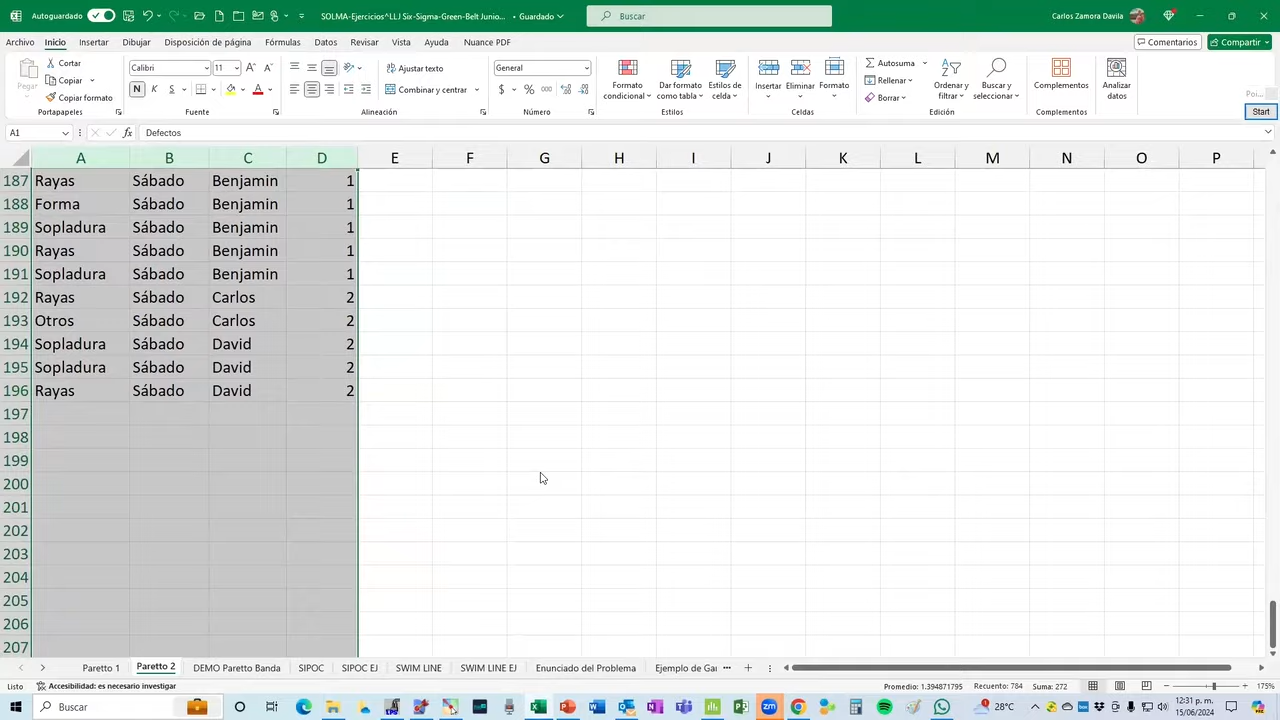 Autoguardado SOLMA-Ejercicios^LLJ Six-Sigma-Green-Belt Junio... • Guardado Buscar Carlos Zamora Davila
Archivo Inicio Insertar Dibujar Disposición de página Fórmulas Datos Revisar Vista Ayuda Nuance PDF Comentarios Compartir
Pegar
Cortar
Copiar
Copiar formato
Portapapeles
Calibri 11
N K S
Fuente
Ajustar texto
Combinar y centrar
Alineación
General
$ % 000
Número
Formato condicional
Dar formato como tabla
Estilos de celda
Estilos
Insertar Eliminar Formato
Celdas
Autosuma
Rellenar
Borrar
Ordenar y filtrar
Buscar y seleccionar
Edición
Complementos
Complementos
Analizar datos
Poi...
Start
A1 fx Defectos
A B C D E F G H I J K L M N O P
187 Rayas Sábado Benjamin 1
188 Forma Sábado Benjamin 1
189 Sopladura Sábado Benjamin 1
190 Rayas Sábado Benjamin 1
191 Sopladura Sábado Benjamin 1
192 Rayas Sábado Carlos 2
193 Otros Sábado Carlos 2
194 Sopladura Sábado David 2
195 Sopladura Sábado David 2
196 Rayas Sábado David 2
197
198
199
200
201
202
203
204
205
206
207
Paretto 1 Paretto 2 DEMO Paretto Banda SIPOC SIPOC EJ SWIM LINE SWIM LINE EJ Enunciado del Problema Ejemplo de Gar ...
Listo Accesibilidad: es necesario investigar Promedio: 1.394871795 Recuento: 784 Suma: 272 175%
Buscar 28°C 12:31 p. m.
15/06/2024